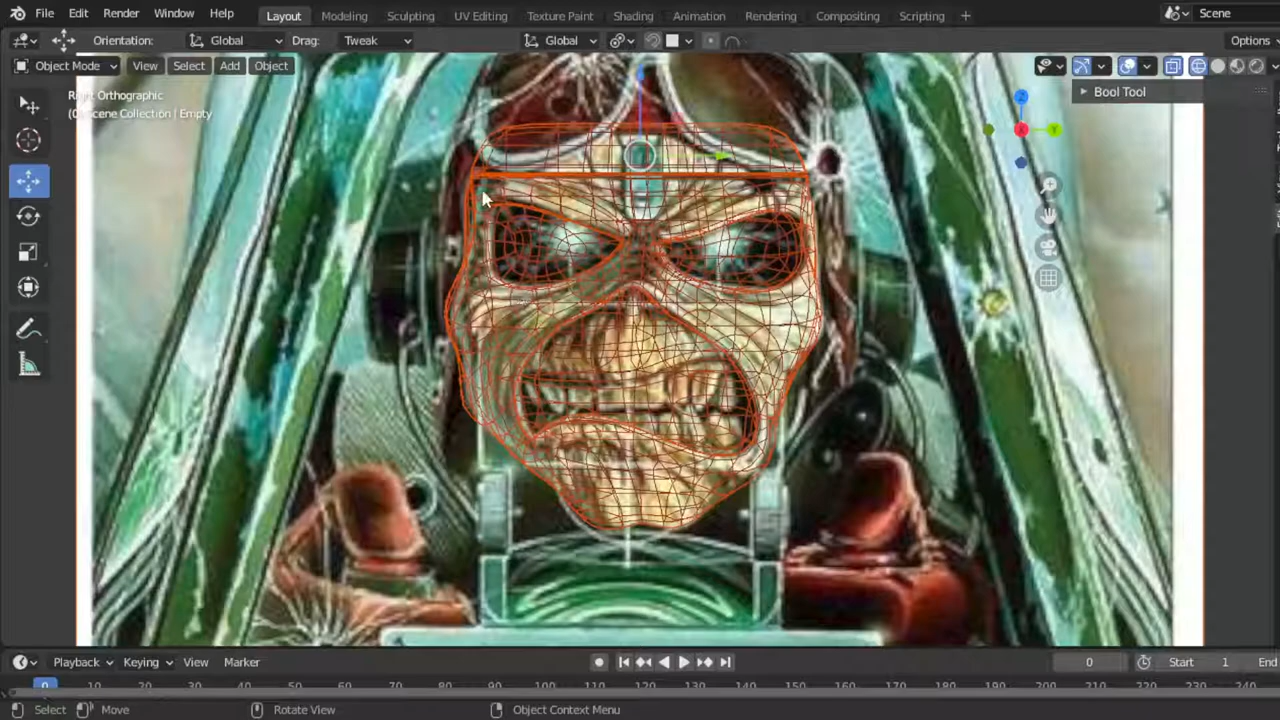 File Edit Render Window Help Layout Modeling Sculpting UV Editing Texture Paint Shading Animation Rendering Compositing Scripting + Scene
Orientation: Global Drag: Tweak Global Options
Object Mode View Select Add Object
Right Orthographic
Scene Collection | Empty
Bool Tool
Z
X
Y
Playback Keying View Marker 0 Start 1 End
0 10 20 30 40 50 60 70 80 90 100 110 120 130 140 150 160 170 180 190 200 210 220 230 240
Select Move Rotate View Object Context Menu